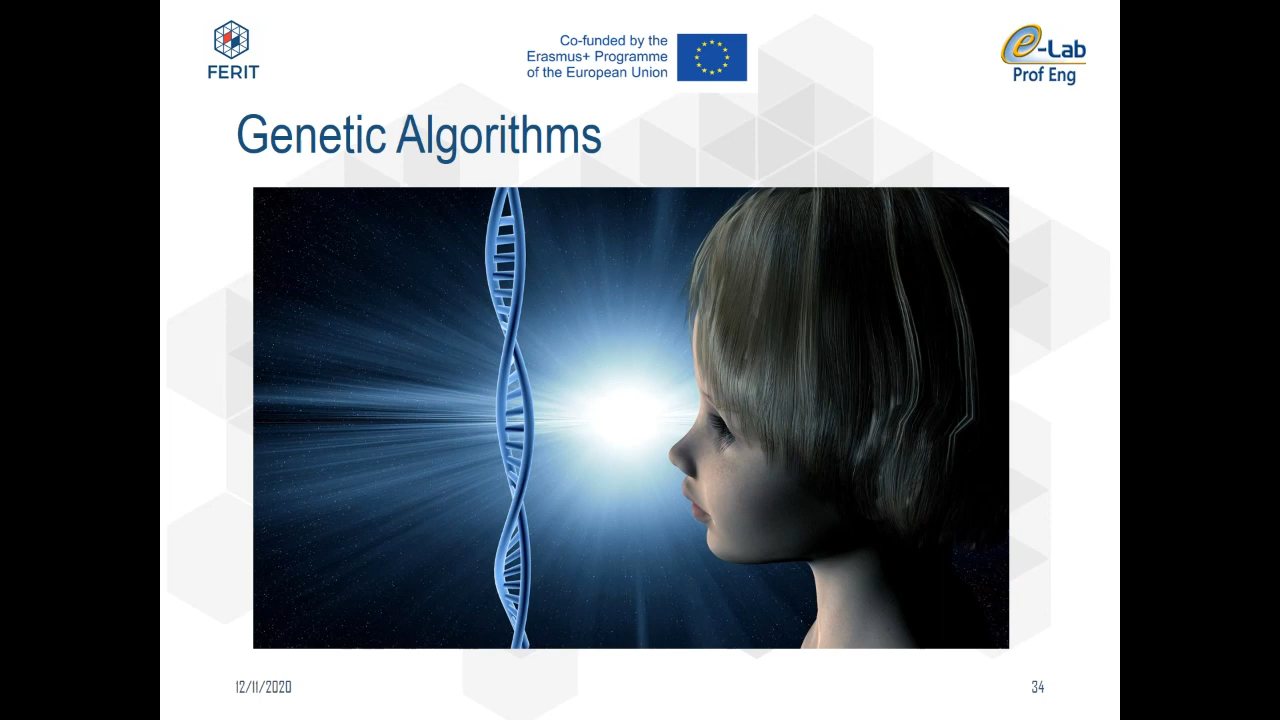 FERIT
Co-funded by the
Erasmus+ Programme
of the European Union
e-Lab
Prof Eng
Genetic Algorithms
12/11/2020
34